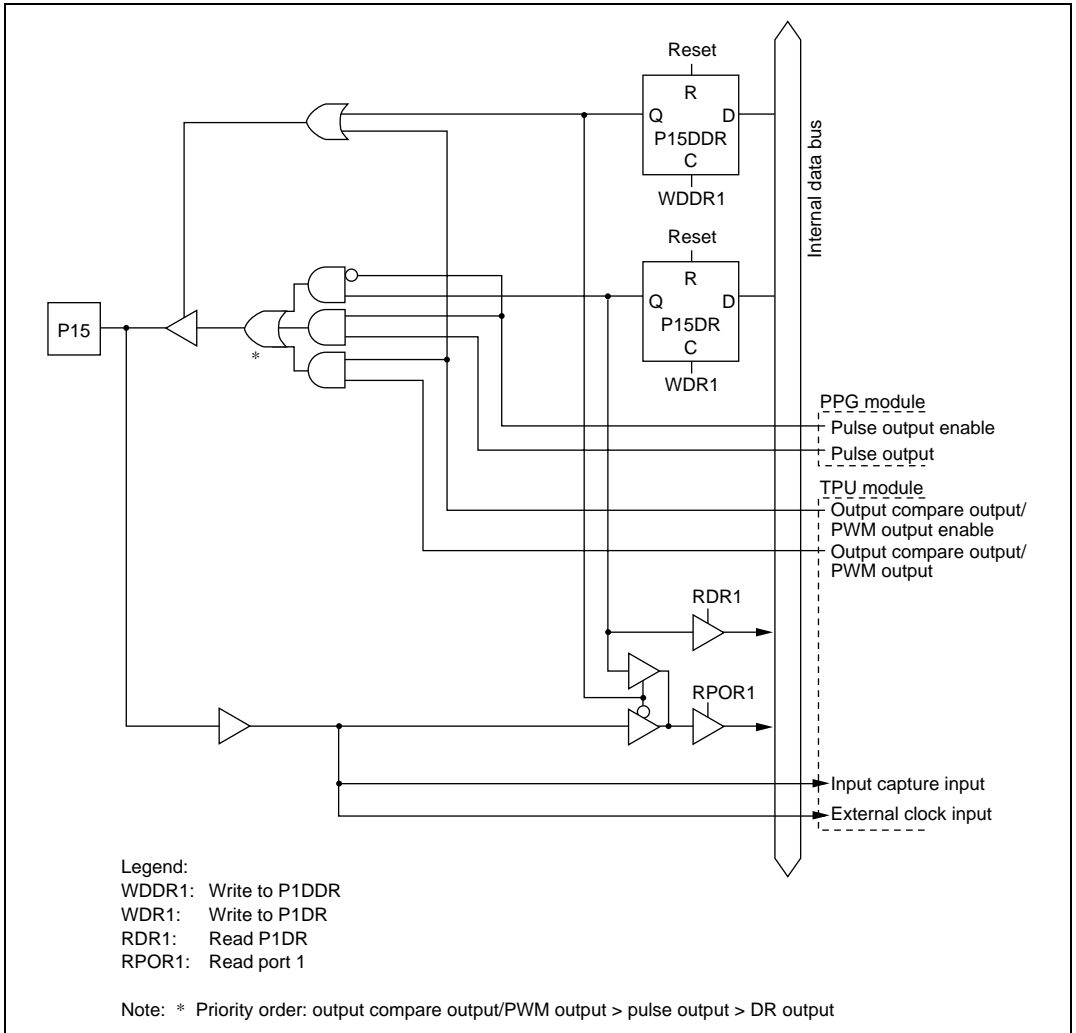 Reset
R
Q D
P15DDR
C
WDDR1
Internal data bus
Reset
R
Q D
P15DR
C
WDR1
P15
*
PPG module
Pulse output enable
Pulse output
TPU module
Output compare output/
PWM output enable
Output compare output/
PWM output
RDR1
RPOR1
Input capture input
External clock input
Legend:
WDDR1: Write to P1DDR
WDR1: Write to P1DR
RDR1: Read P1DR
RPOR1: Read port 1
Note: * Priority order: output compare output/PWM output > pulse output > DR output